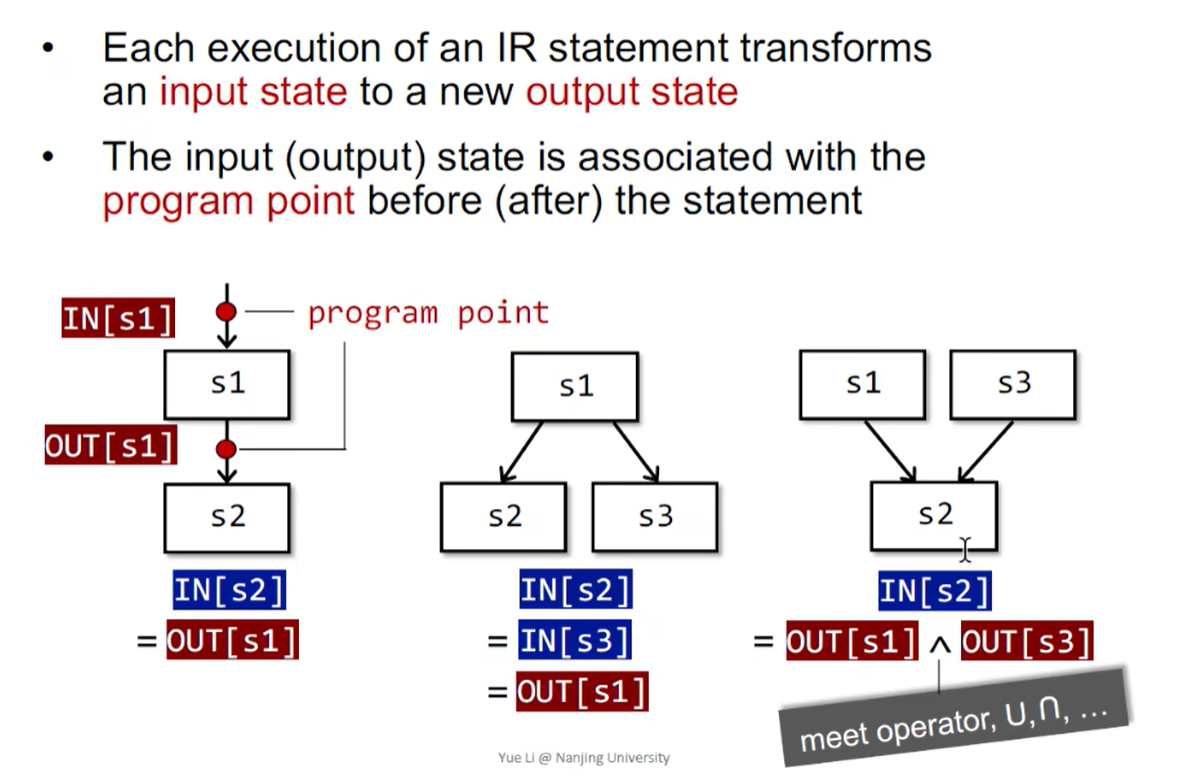 • Each execution of an IR statement transforms
an input state to a new output state
• The input (output) state is associated with the
program point before (after) the statement
IN[s1]
program point
s1
OUT[s1]
s2
IN[s2]
= OUT[s1]
s1
s2
s3
IN[s2]
= IN[s3]
= OUT[s1]
s1
s3
s2
IN[s2]
= OUT[s1] ∧ OUT[s3]
meet operator, ∪,∩, ...
Yue Li @ Nanjing University